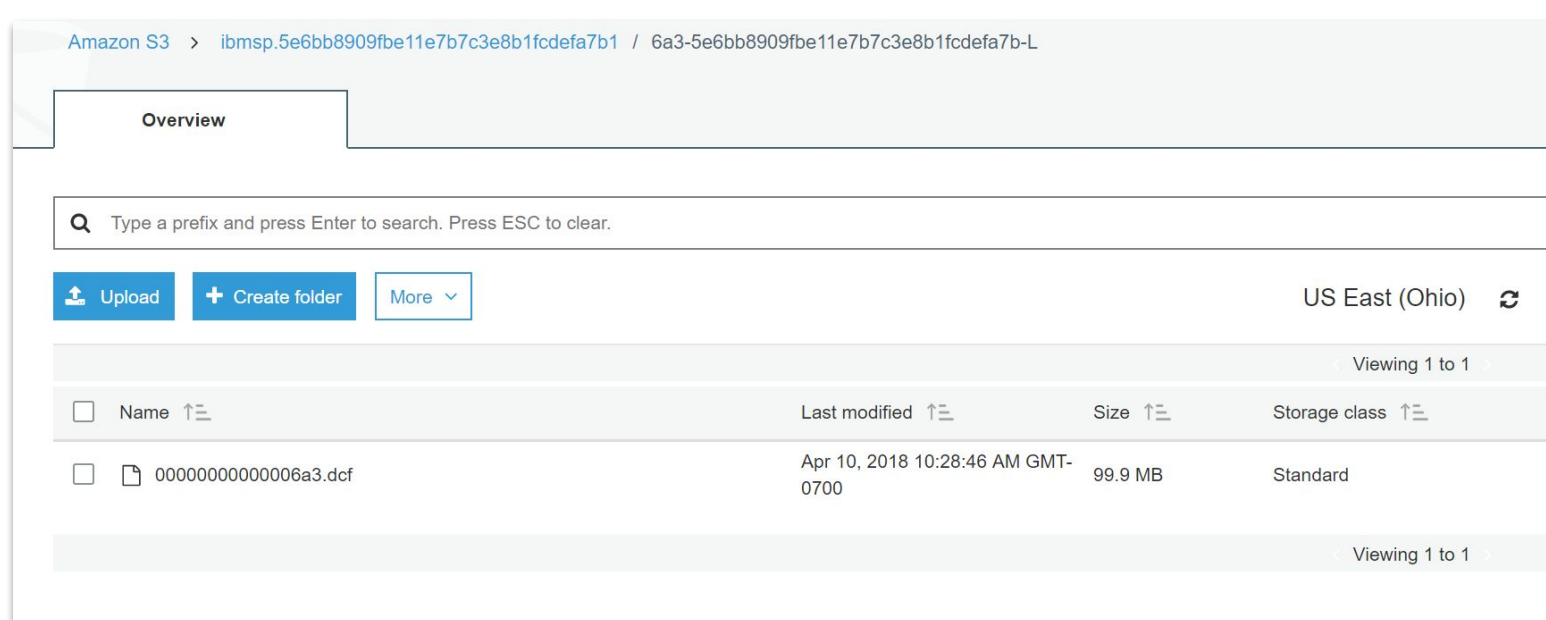 Amazon S3 > ibmsp.5e6bb8909fbe11e7b7c3e8b1fcdefa7b1 / 6a3-5e6bb8909fbe11e7b7c3e8b1fcdefa7b-L
Overview
Type a prefix and press Enter to search. Press ESC to clear.
Upload + Create folder More US East (Ohio)
Viewing 1 to 1
Name Last modified Size Storage class
00000000000006a3.dcf Apr 10, 2018 10:28:46 AM GMT-0700 99.9 MB Standard
Viewing 1 to 1